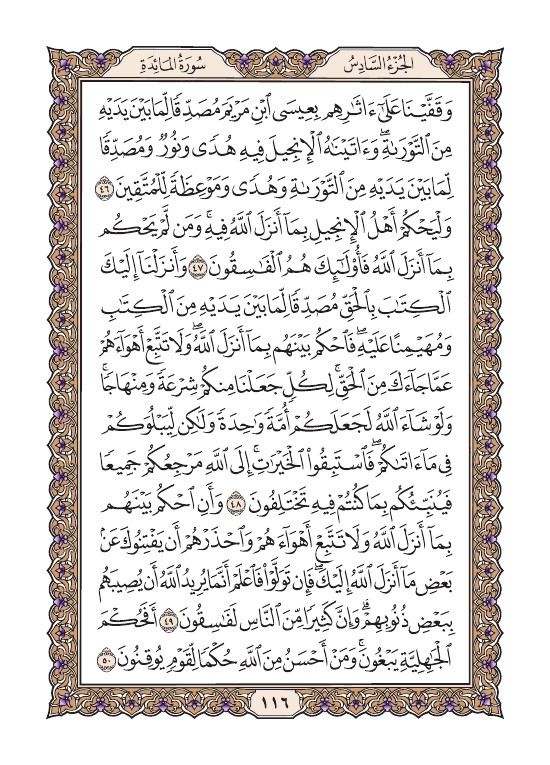 الجُزْءُ السَّادِسُ
سُورَةُ المَائِدَةِ
وَقَفَّيْنَا عَلَىٰٓ ءَاثَٰرِهِم بِعِيسَى ٱبْنِ مَرْيَمَ مُصَدِّقًا لِّمَا بَيْنَ يَدَيْهِ
مِنَ ٱلتَّوْرَىٰةِۖ وَءَاتَيْنَٰهُ ٱلْإِنجِيلَ فِيهِ هُدًى وَنُورٌ وَمُصَدِّقًا
لِّمَا بَيْنَ يَدَيْهِ مِنَ ٱلتَّوْرَىٰةِ وَهُدًى وَمَوْعِظَةً لِّلْمُتَّقِينَ ٤٦
وَلْيَحْكُمْ أَهْلُ ٱلْإِنجِيلِ بِمَآ أَنزَلَ ٱللَّهُ فِيهِۚ وَمَن لَّمْ يَحْكُم
بِمَآ أَنزَلَ ٱللَّهُ فَأُو۟لَٰٓئِكَ هُمُ ٱلْفَٰسِقُونَ ٤٧ وَأَنزَلْنَآ إِلَيْكَ
ٱلْكِتَٰبَ بِٱلْحَقِّ مُصَدِّقًا لِّمَا بَيْنَ يَدَيْهِ مِنَ ٱلْكِتَٰبِ
وَمُهَيْمِنًا عَلَيْهِۖ فَٱحْكُم بَيْنَهُم بِمَآ أَنزَلَ ٱللَّهُۖ وَلَا تَتَّبِعْ أَهْوَآءَهُمْ
عَمَّا جَآءَكَ مِنَ ٱلْحَقِّۚ لِكُلٍّ جَعَلْنَا مِنكُمْ شِرْعَةً وَمِنْهَاجًاۚ
وَلَوْ شَآءَ ٱللَّهُ لَجَعَلَكُمْ أُمَّةً وَٰحِدَةً وَلَٰكِن لِّيَبْلُوَكُمْ
فِى مَآ ءَاتَىٰكُمْۖ فَٱسْتَبِقُوا۟ ٱلْخَيْرَٰتِۚ إِلَى ٱللَّهِ مَرْجِعُكُمْ جَمِيعًا
فَيُنَبِّئُكُم بِمَا كُنتُمْ فِيهِ تَخْتَلِفُونَ ٤٨ وَأَنِ ٱحْكُم بَيْنَهُم
بِمَآ أَنزَلَ ٱللَّهُ وَلَا تَتَّبِعْ أَهْوَآءَهُمْ وَٱحْذَرْهُمْ أَن يَفْتِنُوكَ عَنۢ
بَعْضِ مَآ أَنزَلَ ٱللَّهُ إِلَيْكَۖ فَإِن تَوَلَّوْا۟ فَٱعْلَمْ أَنَّمَا يُرِيدُ ٱللَّهُ أَن يُصِيبَهُم
بِبَعْضِ ذُنُوبِهِمْۗ وَإِنَّ كَثِيرًا مِّنَ ٱلنَّاسِ لَفَٰسِقُونَ ٤٩ أَفَحُكْمَ
ٱلْجَٰهِلِيَّةِ يَبْغُونَۚ وَمَنْ أَحْسَنُ مِنَ ٱللَّهِ حُكْمًا لِّقَوْمٍ يُوقِنُونَ ٥٠
١١٦